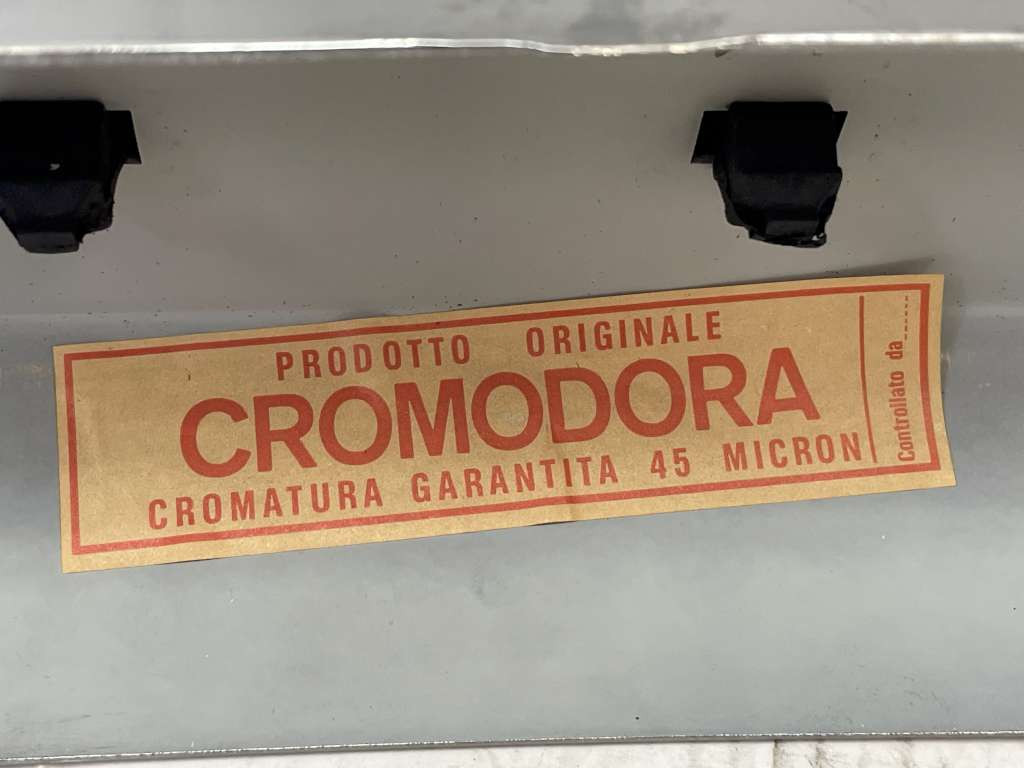 PRODOTTO ORIGINALE
CROMODORA
CROMATURA GARANTITA 45 MICRON
Controllato da